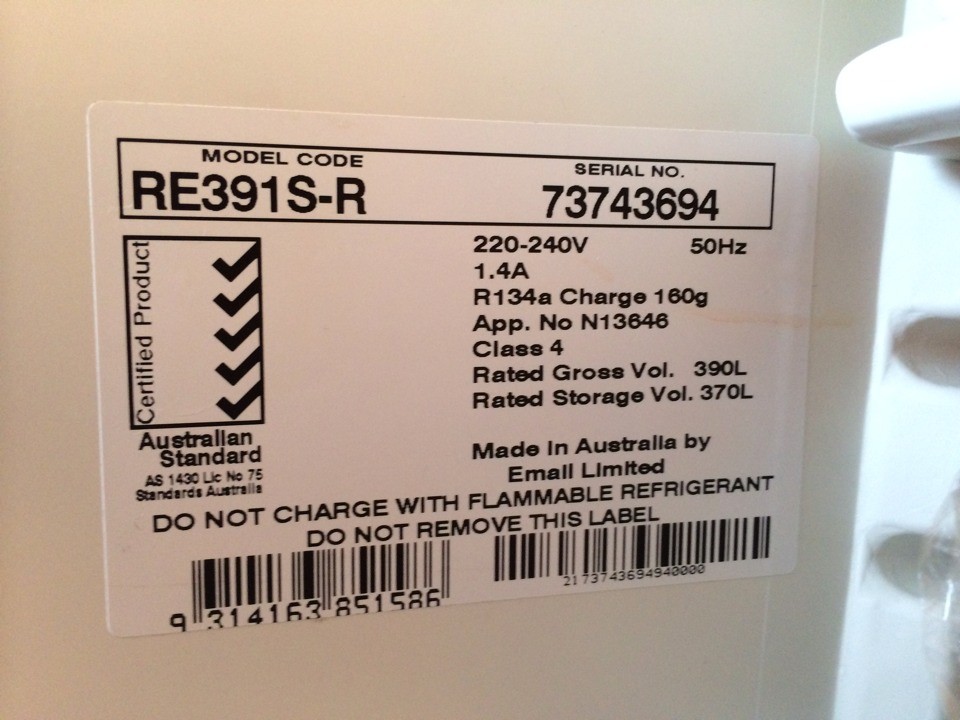 MODEL CODE
SERIAL NO.
RE391S-R
73743694
Certified Product
Australian
Standard
AS 1430 Lic No 75
Standards Australia
220-240V 50Hz
1.4A
R134a Charge 160g
App. No N13646
Class 4
Rated Gross Vol. 390L
Rated Storage Vol. 370L
Made in Australia by
Email Limited
DO NOT CHARGE WITH FLAMMABLE REFRIGERANT
DO NOT REMOVE THIS LABEL
9 314163 851586
21 73743694940000